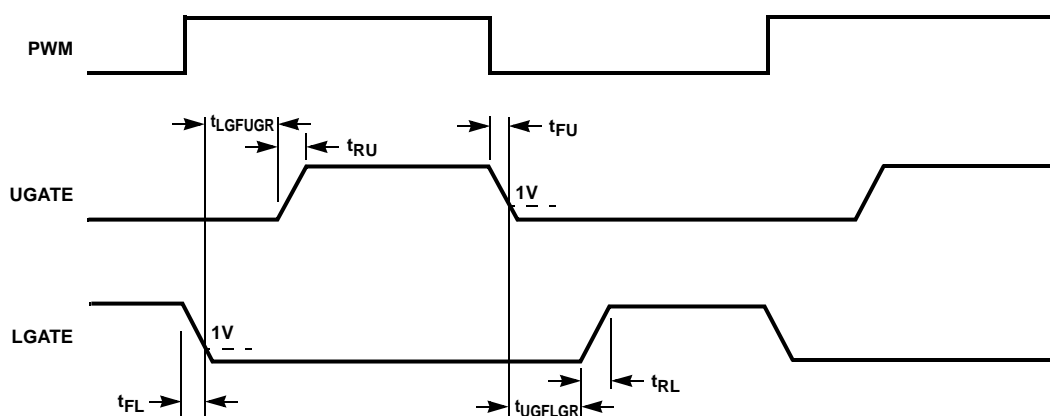 PWM
tLGFUGR
tFU
tRU
1V
UGATE
1V
LGATE
tRL
tFL
tUGFLGR